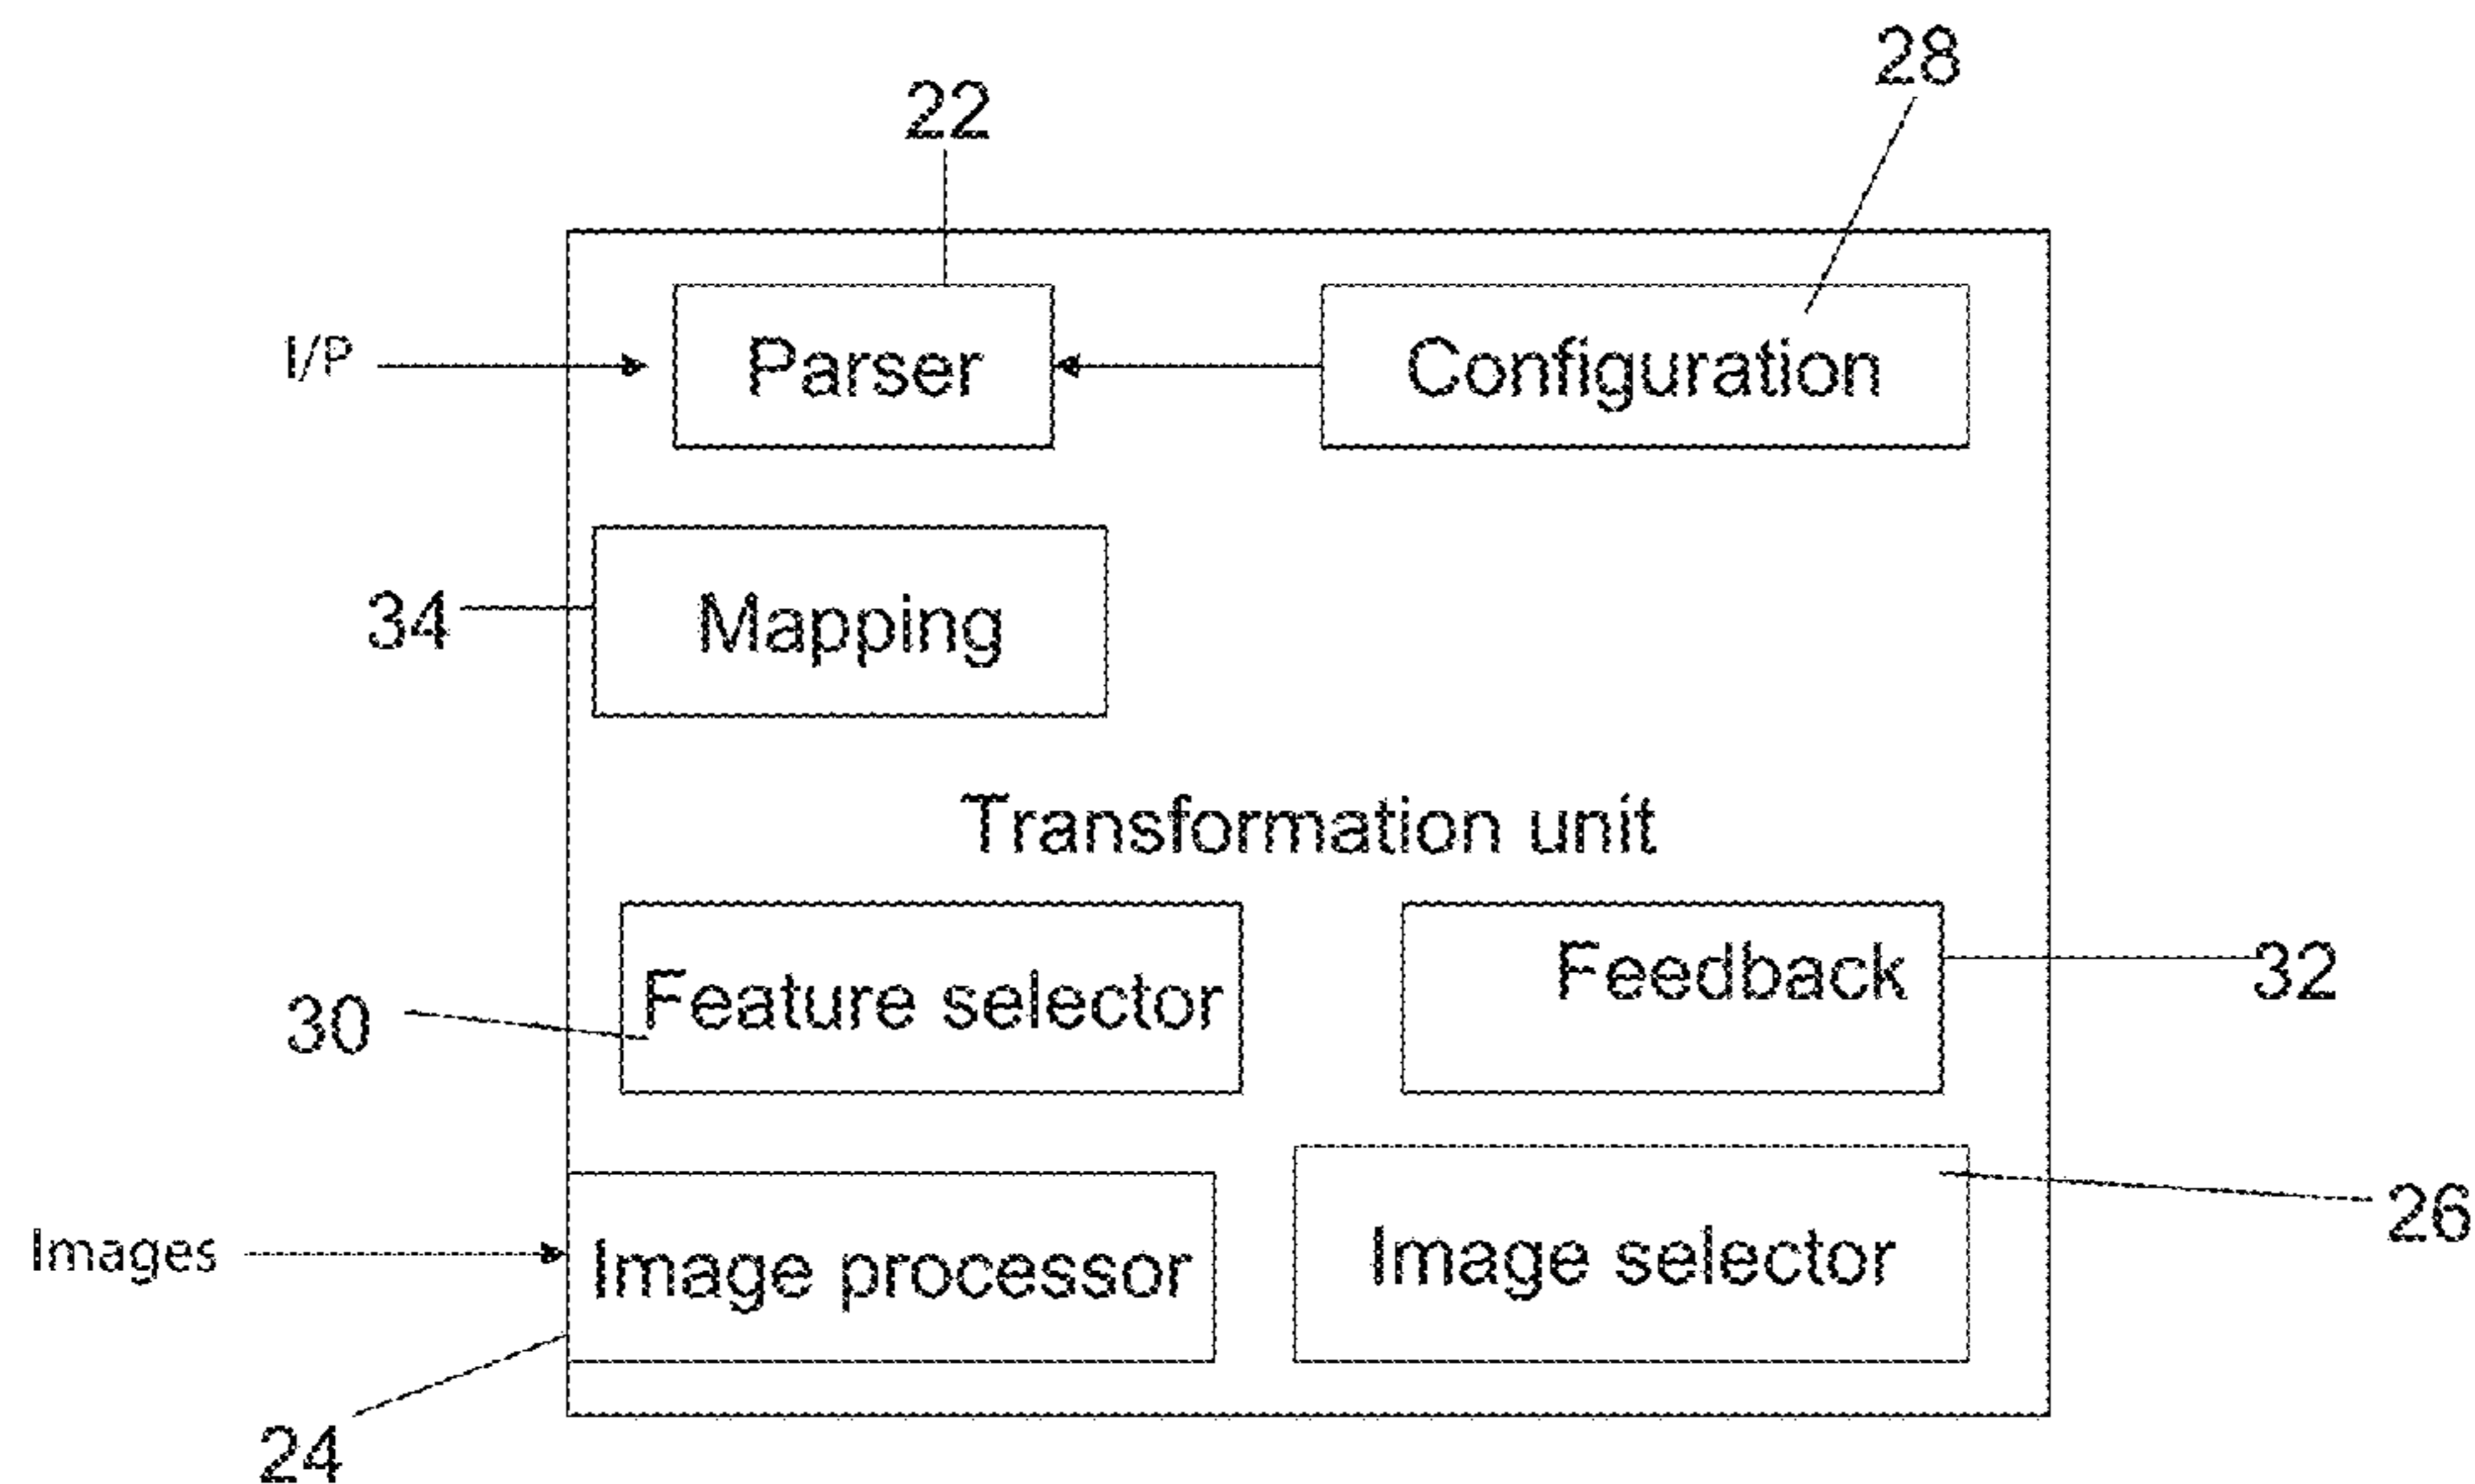 28
22
I/P
Parser
Configuration
34
Mapping
Transformation unit
Feature selector
Feedback
32
30
Images
Image processor
Image selector
26
24